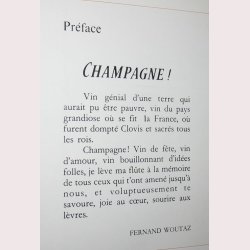 Préface
CHAMPAGNE !
Vin génial d'une terre qui
aurait pu être pauvre, vin du pays
grandiose où se fit la France, où
furent dompté Clovis et sacrés tous
les rois.
Champagne! Vin de fête, vin
d'amour, vin bouillonnant d'idées
folles, je lève ma flûte à la mémoire
de tous ceux qui t'ont amené jusqu'à
nous, et voluptueusement te
savoure, joie au cœur, sourire aux
lèvres.
FERNAND WOUTAZ